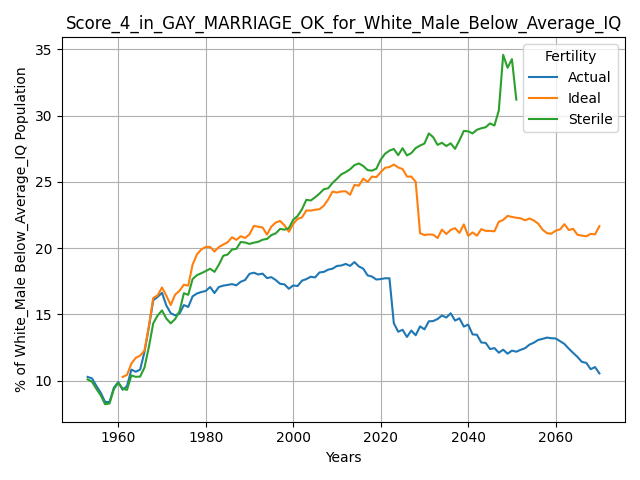 Score_4_in_GAY_MARRIAGE_OK_for_White_Male_Below_Average_IQ
% of White_Male Below_Average_IQ Population
35
30
25
20
15
10
Fertility
Actual
Ideal
Sterile
1960
1980
2000
2020
2040
2060
Years